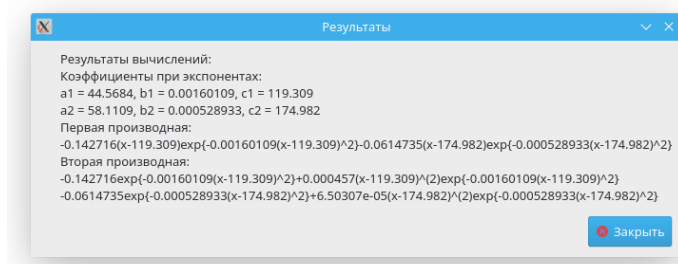 Результаты
Результаты вычислений:
Коэффициенты при экспонентах:
a1 = 44.5684, b1 = 0.00160109, c1 = 119.309
a2 = 58.1109, b2 = 0.000528933, c2 = 174.982
Первая производная:
-0.142716(x-119.309)exp{-0.00160109(x-119.309)^2}-0.0614735(x-174.982)exp{-0.000528933(x-174.982)^2}
Вторая производная:
-0.142716exp{-0.00160109(x-119.309)^2}+0.000457(x-119.309)^(2)exp{-0.00160109(x-119.309)^2}
-0.0614735exp{-0.000528933(x-174.982)^2}+6.50307e-05(x-174.982)^(2)exp{-0.000528933(x-174.982)^2}
Закрыть